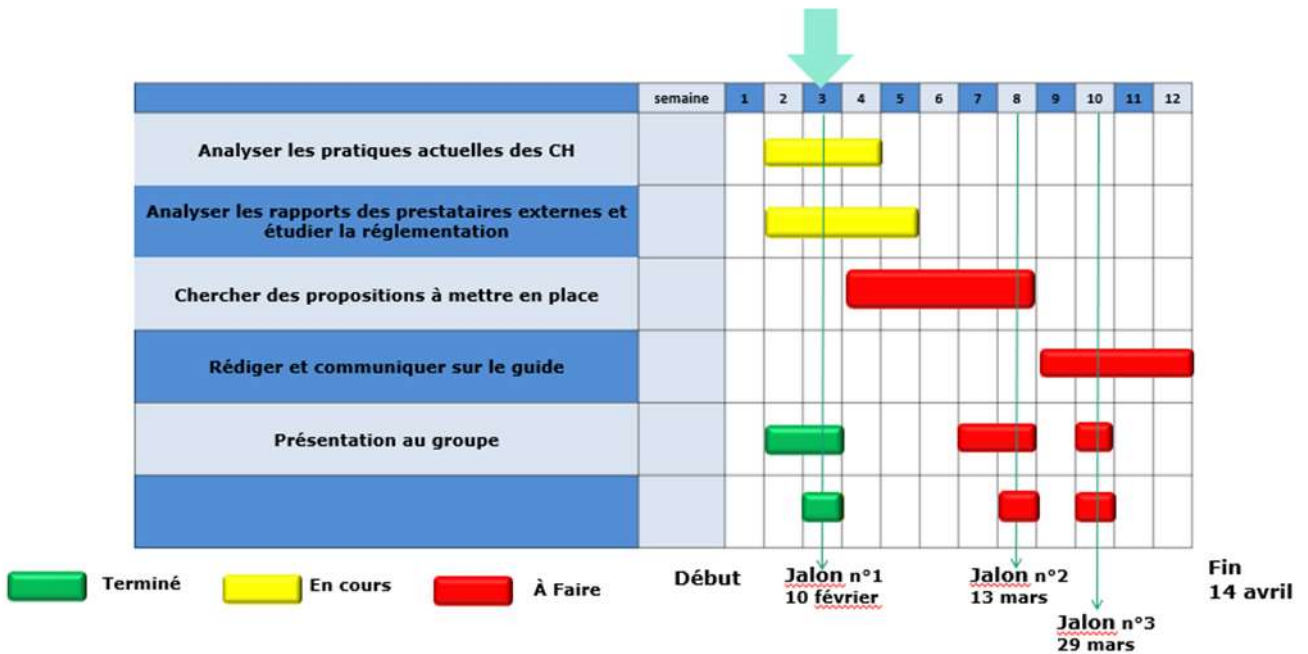 semaine 1 2 3 4 5 6 7 8 9 10 11 12
Analyser les pratiques actuelles des CH
Analyser les rapports des prestataires externes et
étudier la réglementation
Chercher des propositions à mettre en place
Rédiger et communiquer sur le guide
Présentation au groupe
Terminé
En cours
À Faire
Début
Jalon n°1
10 février
Jalon n°2
13 mars
Jalon n°3
29 mars
Fin
14 avril